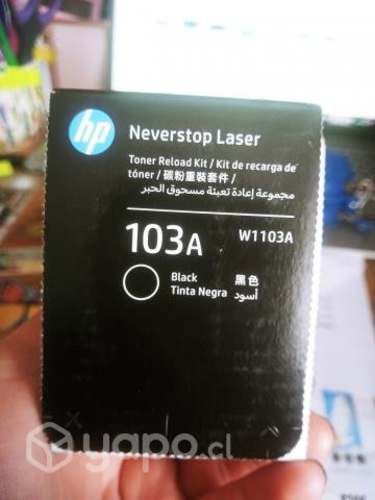 hp
Neverstop Laser
Toner Reload Kit / Kit de recarga de
tóner / 碳粉重裝套件 /
مجموعة إعادة تعبئة مسحوق الحبر
103A W1103A
Black 黑色
Tinta Negra أسود
yapo.cl